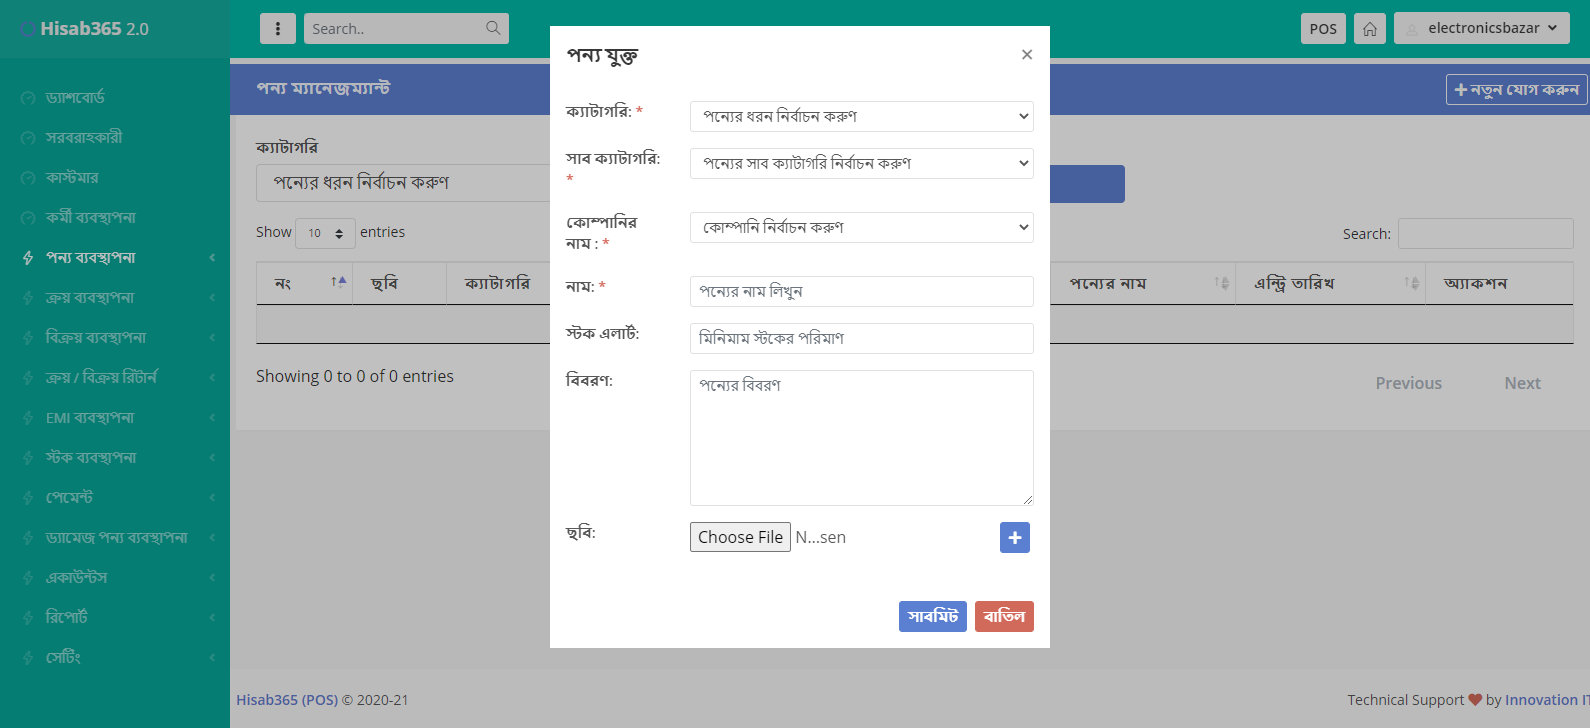 Hisab365 2.0
Search..
POS
electronicsbazar
ড্যাশবোর্ড
সরবরাহকারী
কাস্টমার
কর্মী ব্যবস্থাপনা
পন্য ব্যবস্থাপনা
ক্রয় ব্যবস্থাপনা
বিক্রয় ব্যবস্থাপনা
ক্রয় / বিক্রয় রিটার্ন
EMI ব্যবস্থাপনা
স্টক ব্যবস্থাপনা
পেমেন্ট
ড্যামেজ পন্য ব্যবস্থাপনা
একাউন্টস
রিপোর্ট
সেটিং
পন্য ম্যানেজম্যান্ট
নতুন যোগ করুন
ক্যাটাগরি
পন্যের ধরন নির্বাচন করুণ
Show 10 entries
Search:
নং ছবি ক্যাটাগরি পন্যের নাম এন্ট্রি তারিখ অ্যাকশন
Showing 0 to 0 of 0 entries
Previous Next
পন্য যুক্ত
×
ক্যাটাগরি: *
পন্যের ধরন নির্বাচন করুণ
সাব ক্যাটাগরি:
*
পন্যের সাব ক্যাটাগরি নির্বাচন করুণ
কোম্পানির
নাম : *
কোম্পানি নির্বাচন করুণ
নাম: *
পন্যের নাম লিখুন
স্টক এলার্ট:
মিনিমাম স্টকের পরিমাণ
বিবরণ:
পন্যের বিবরণ
ছবি:
Choose File N...sen
সাবমিট বাতিল
Hisab365 (POS) © 2020-21
Technical Support by Innovation IT